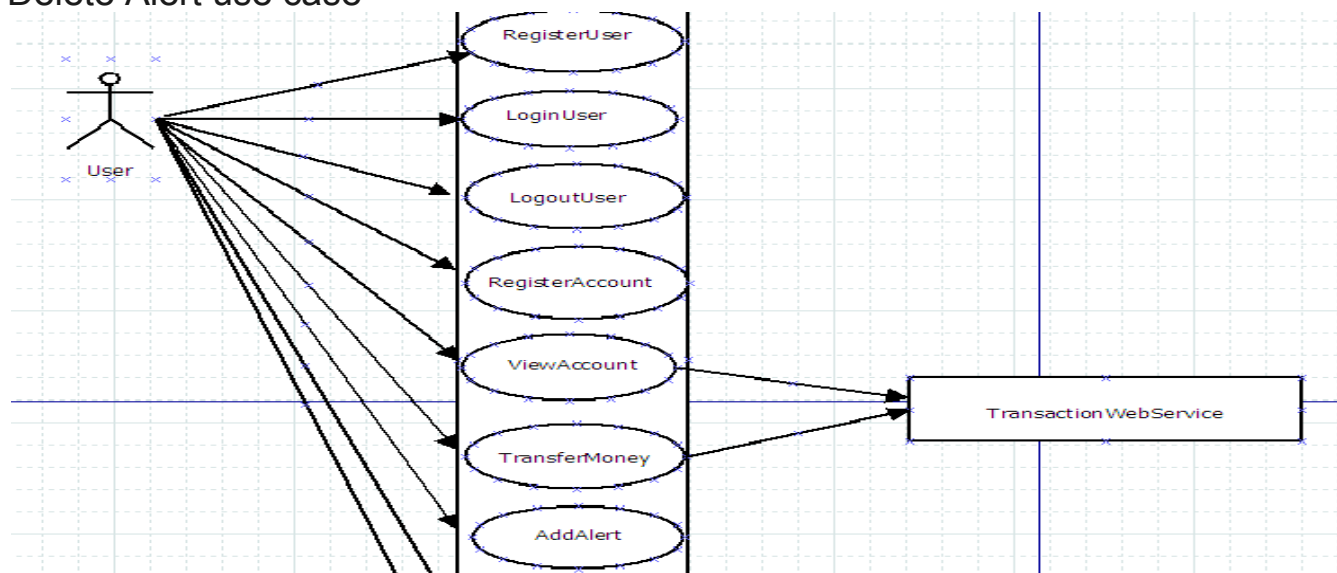 Delete Alert use case
RegisterUser
LoginUser
User
LogoutUser
RegisterAccount
ViewAccount
TransactionWebService
TransferMoney
AddAlert